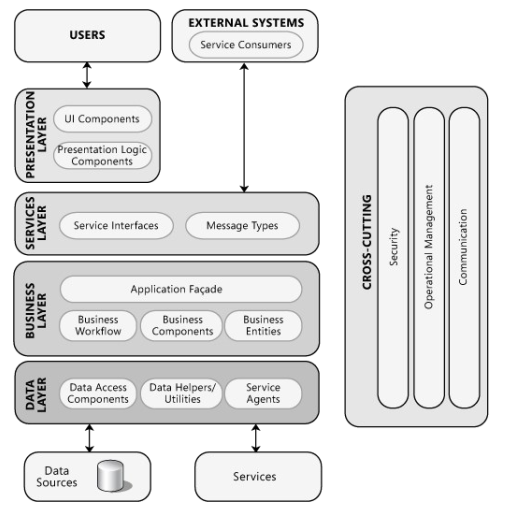 USERS
EXTERNAL SYSTEMS
Service Consumers
PRESENTATION
LAYER
UI Components
Presentation Logic
Components
SERVICES
LAYER
Service Interfaces
Message Types
BUSINESS
LAYER
Application Façade
Business
Workflow
Business
Components
Business
Entities
DATA
LAYER
Data Access
Components
Data Helpers/
Utilities
Service
Agents
Data
Sources
Services
CROSS-CUTTING
Security
Operational Management
Communication